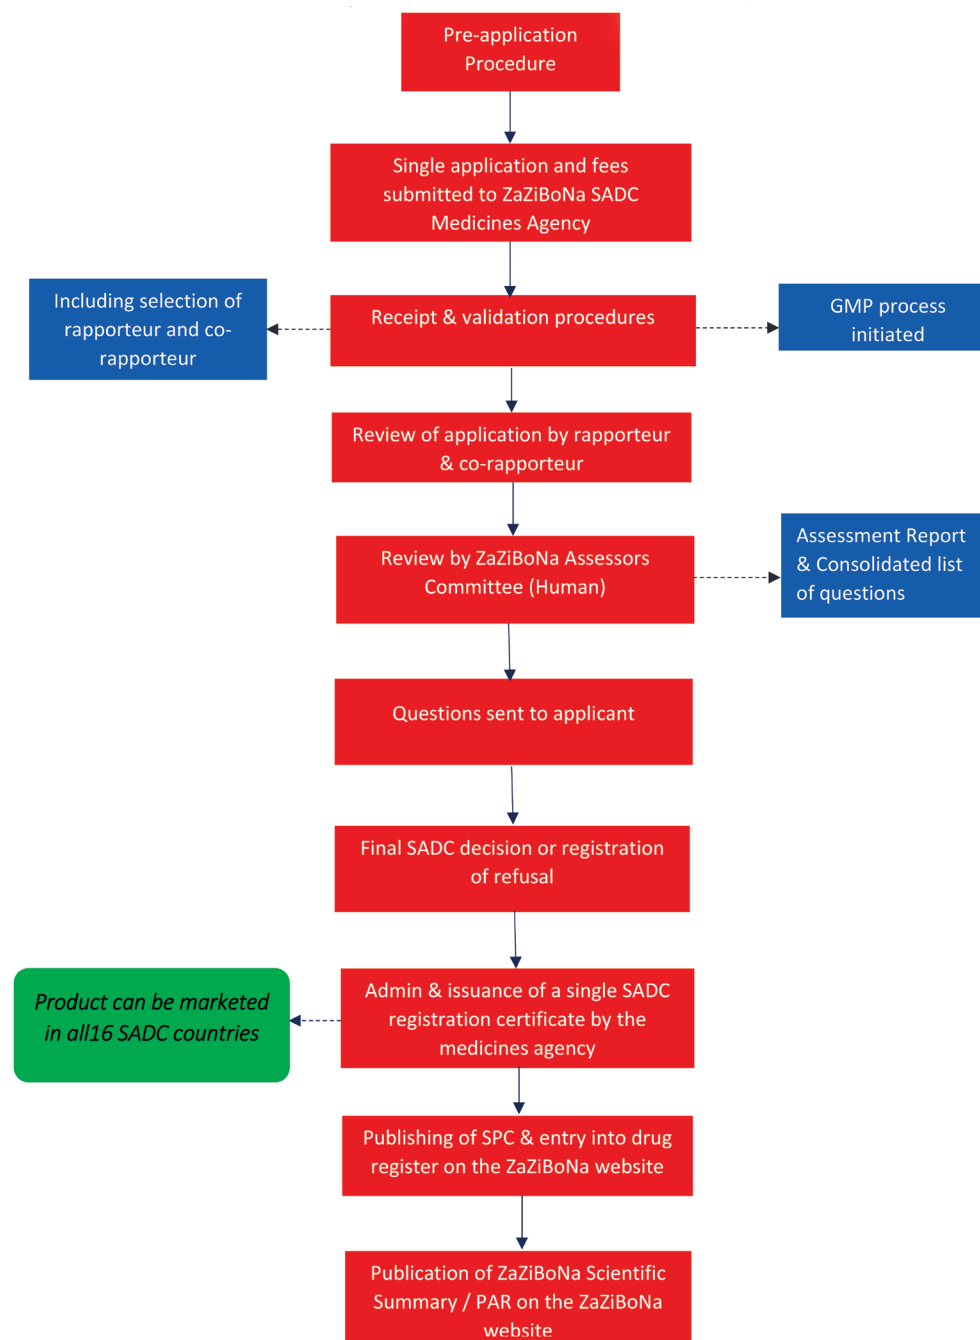 Pre-application
Procedure
Single application and fees
submitted to ZaZiBoNa SADC
Medicines Agency
Including selection of
rapporteur and co-
rapporteur
Receipt & validation procedures
GMP process
initiated
Review of application by rapporteur
& co-rapporteur
Review by ZaZiBoNa Assessors
Committee (Human)
Assessment Report
& Consolidated list
of questions
Questions sent to applicant
Final SADC decision or registration
of refusal
Product can be marketed
in all16 SADC countries
Admin & issuance of a single SADC
registration certificate by the
medicines agency
Publishing of SPC & entry into drug
register on the ZaZiBoNa website
Publication of ZaZiBoNa Scientific
Summary / PAR on the ZaZiBoNa
website